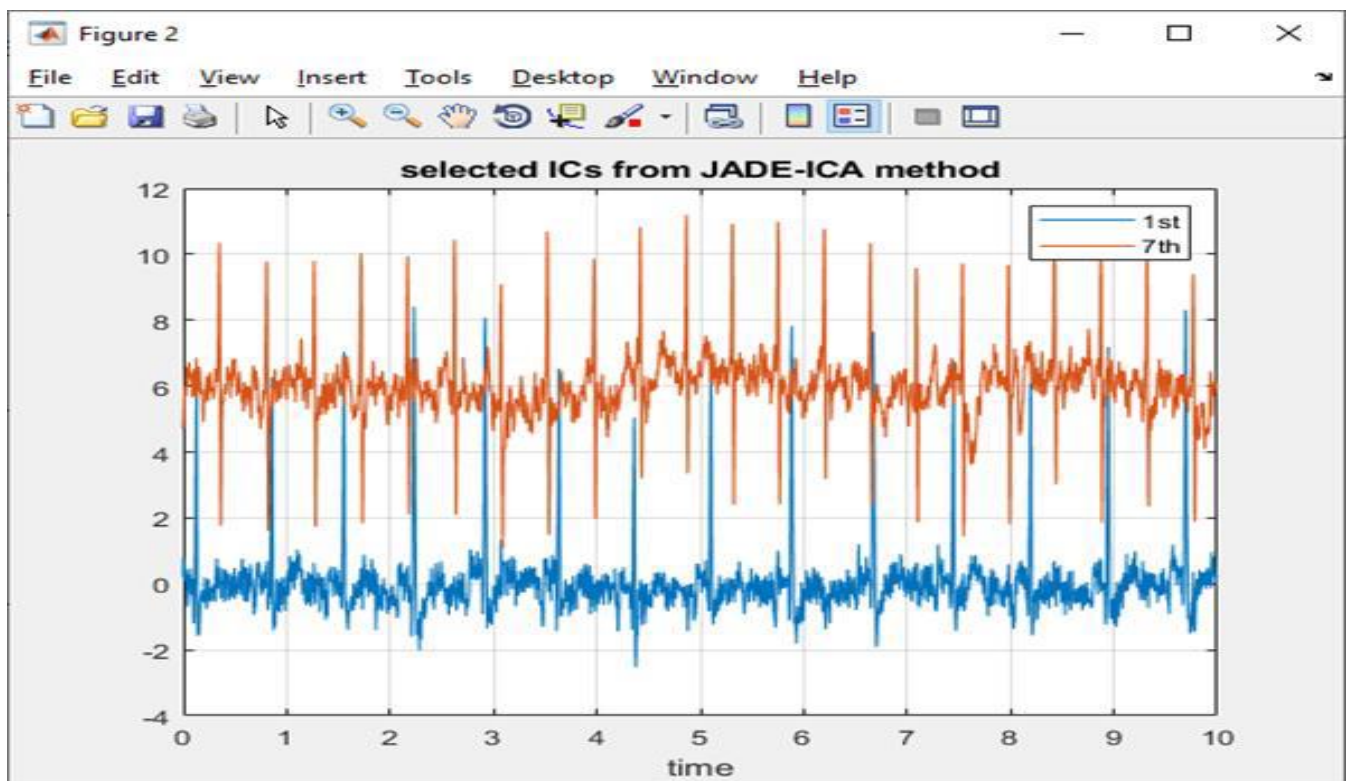 Figure 2
File Edit View Insert Tools Desktop Window Help
selected ICs from JADE-ICA method
1st
7th
12
10
8
6
4
2
0
-2
-4
0 1 2 3 4 5 6 7 8 9 10
time